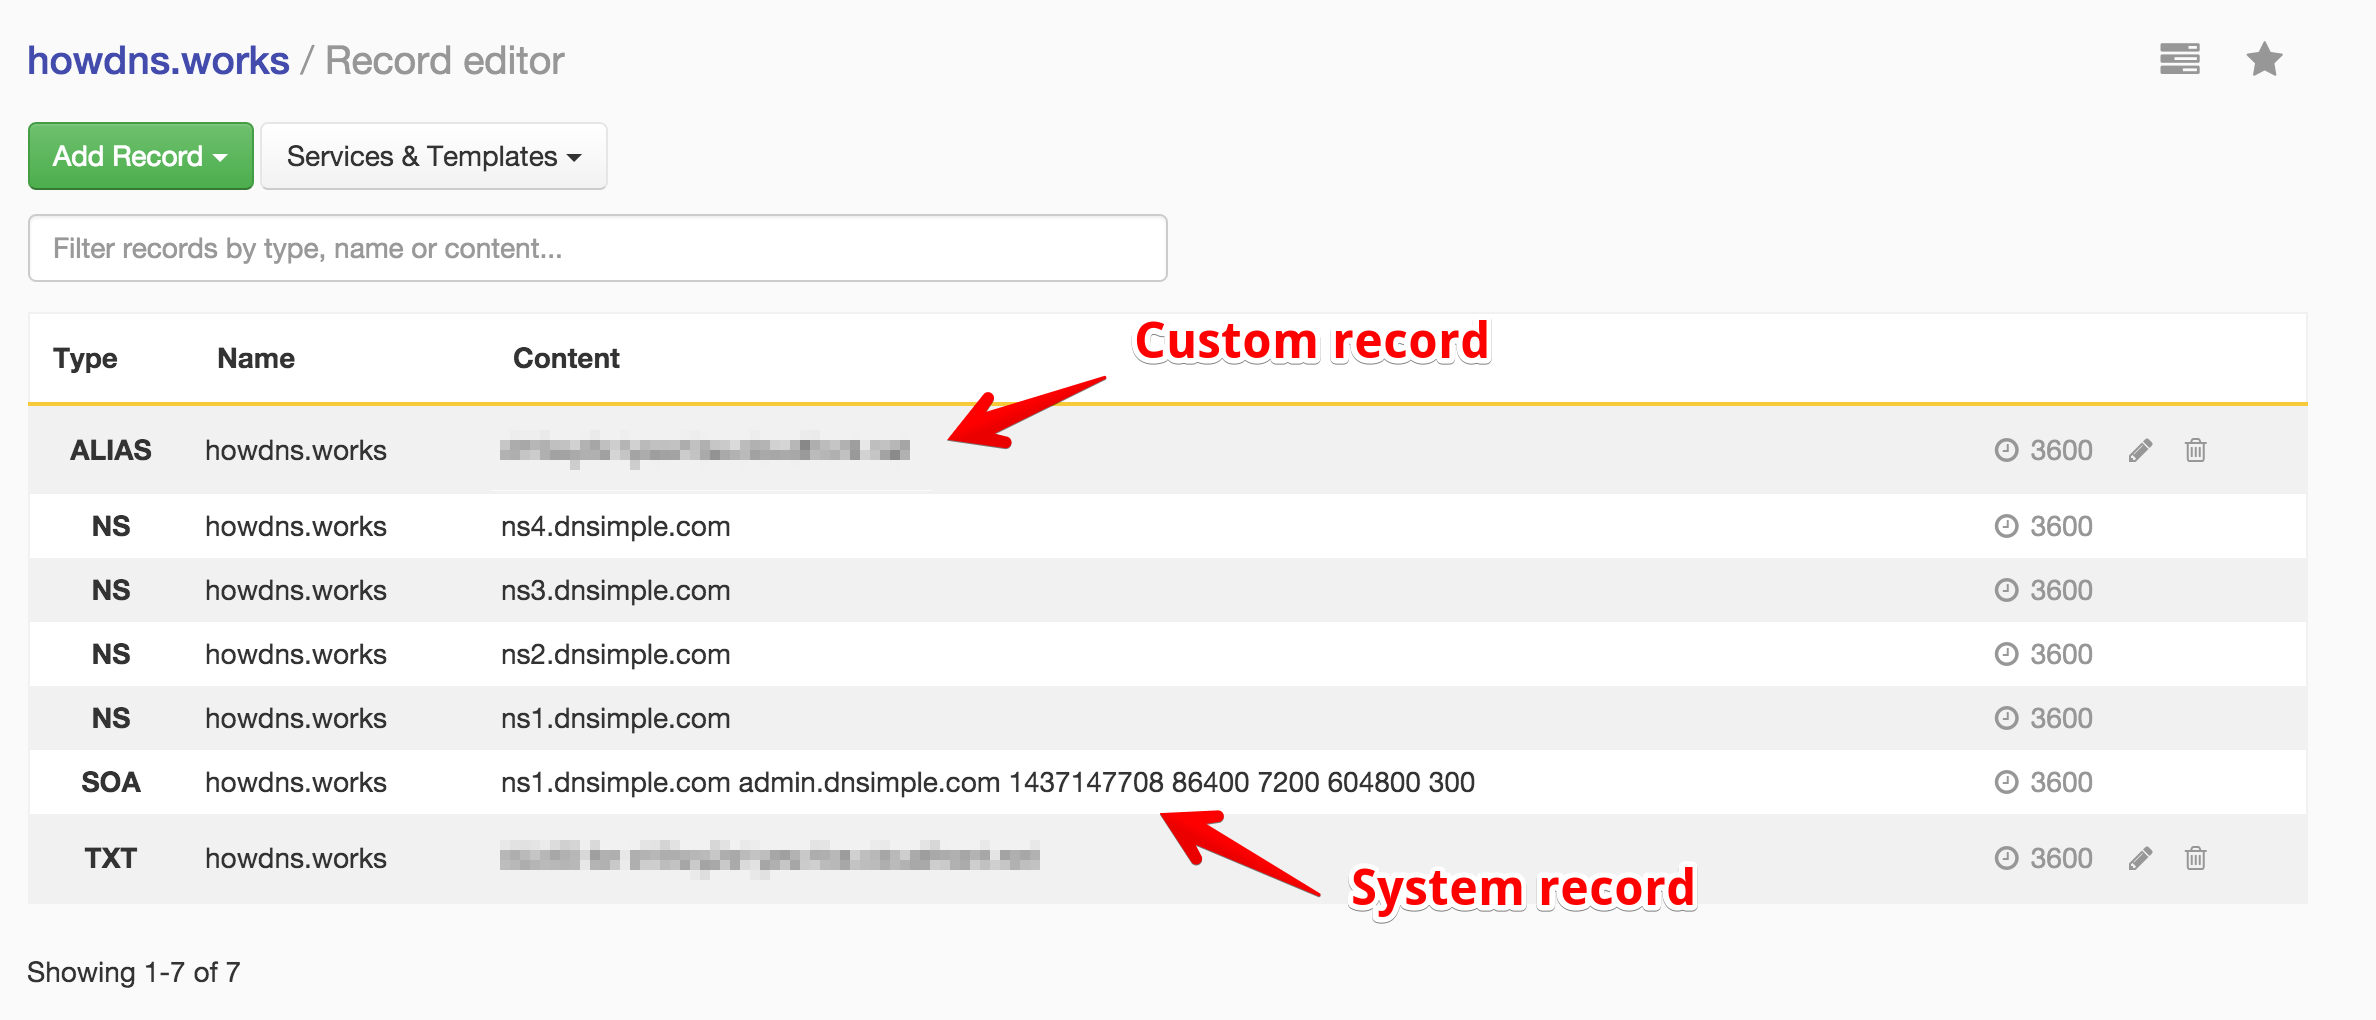 howdns.works / Record editor
Add Record
Services & Templates
Filter records by type, name or content...
Custom record
Type Name Content
ALIAS howdns.works 3600
NS howdns.works ns4.dnsimple.com 3600
NS howdns.works ns3.dnsimple.com 3600
NS howdns.works ns2.dnsimple.com 3600
NS howdns.works ns1.dnsimple.com 3600
SOA howdns.works ns1.dnsimple.com admin.dnsimple.com 1437147708 86400 7200 604800 300 3600
TXT howdns.works 3600
System record
Showing 1-7 of 7